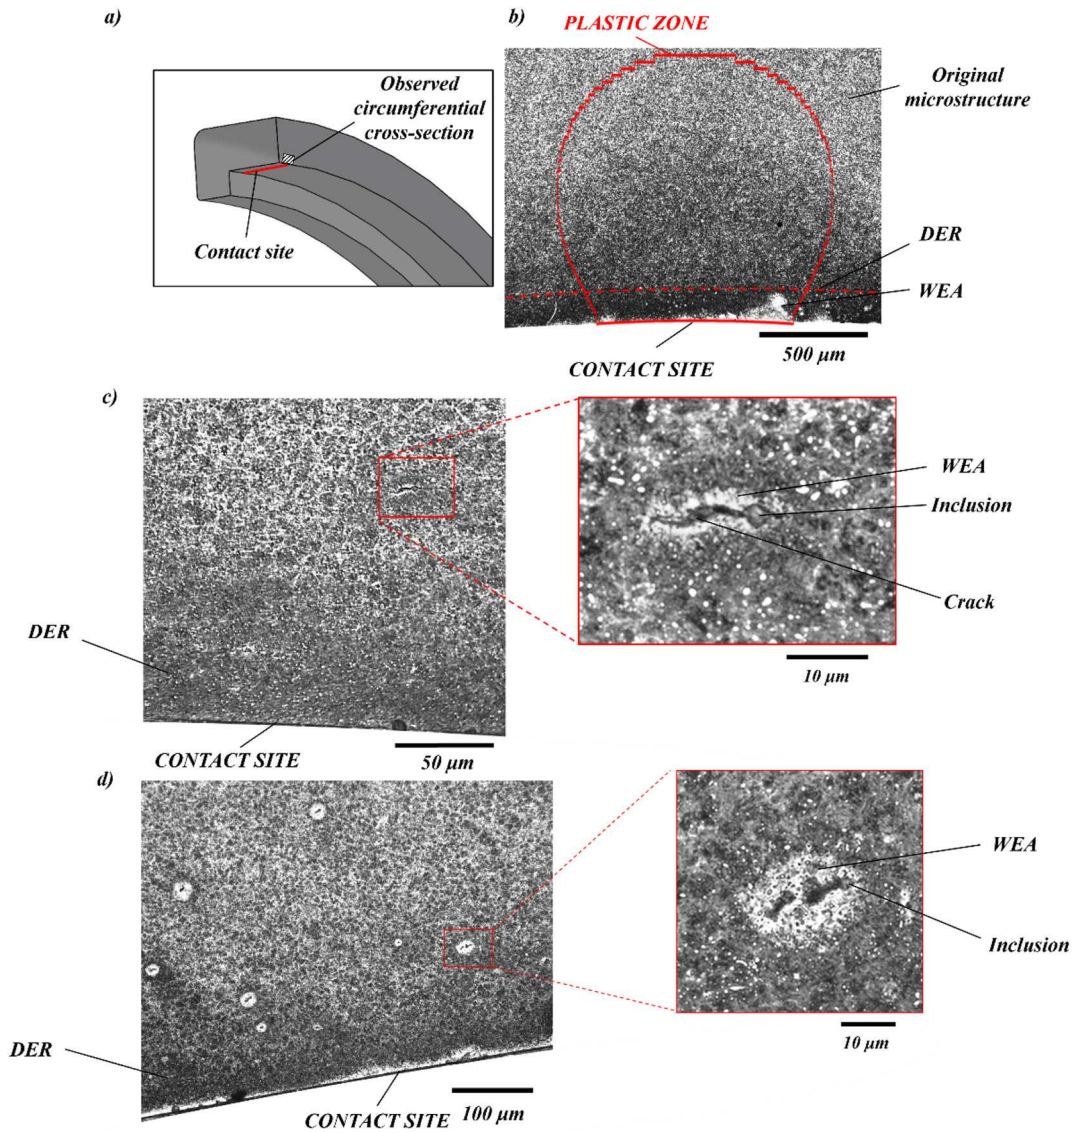 a)
Observed
circumferential
cross-section
Contact site
b)
PLASTIC ZONE
Original
microstructure
DER
WEA
500 µm
CONTACT SITE
c)
DER
CONTACT SITE
50 µm
WEA
Inclusion
Crack
10 µm
d)
DER
CONTACT SITE
100 µm
WEA
Inclusion
10 µm